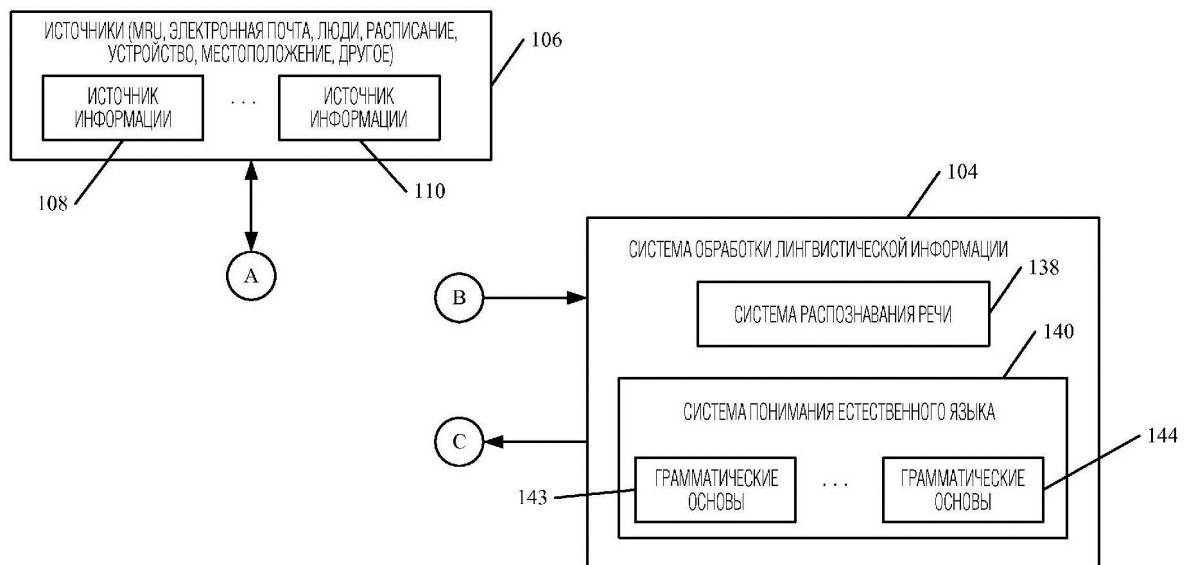 ИСТОЧНИКИ (MRU, ЭЛЕКТРОННАЯ ПОЧТА, ЛЮДИ, РАСПИСАНИЕ,
УСТРОЙСТВО, МЕСТОПОЛОЖЕНИЕ, ДРУГОЕ)
106
ИСТОЧНИК
ИНФОРМАЦИИ
. . .
ИСТОЧНИК
ИНФОРМАЦИИ
108
110
A
104
СИСТЕМА ОБРАБОТКИ ЛИНГВИСТИЧЕСКОЙ ИНФОРМАЦИИ
B
138
СИСТЕМА РАСПОЗНАВАНИЯ РЕЧИ
140
СИСТЕМА ПОНИМАНИЯ ЕСТЕСТВЕННОГО ЯЗЫКА
C
143
ГРАММАТИЧЕСКИЕ
ОСНОВЫ
. . .
ГРАММАТИЧЕСКИЕ
ОСНОВЫ
144